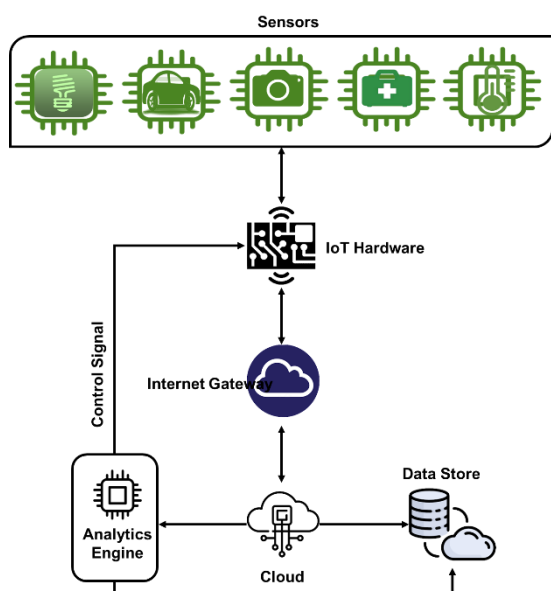 Sensors
IoT Hardware
Control Signal
Internet Gateway
Data Store
Analytics
Engine
Cloud